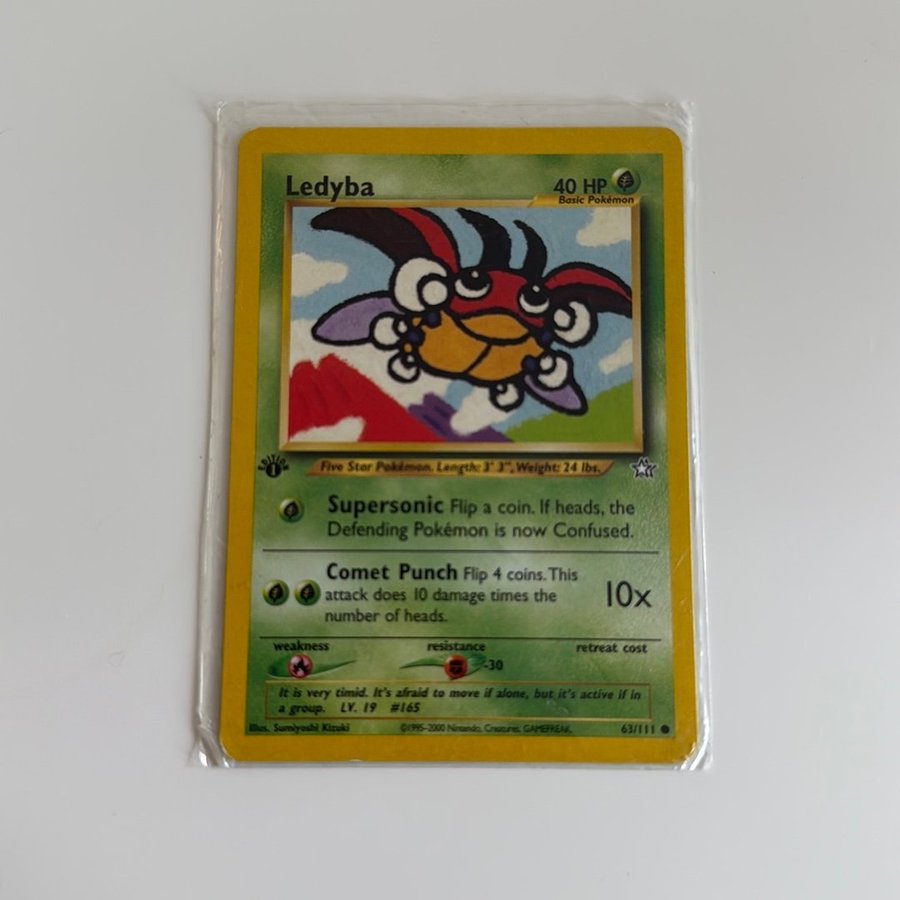 Ledyba
40 HP
Basic Pokémon
EDITION
1
Five Star Pokémon. Length: 3' 3", Weight: 24 lbs.
Supersonic Flip a coin. If heads, the
Defending Pokémon is now Confused.
Comet Punch Flip 4 coins. This
attack does 10 damage times the
number of heads.
10x
weakness
resistance
retreat cost
-30
It is very timid. It's afraid to move if alone, but it's active if in
a group. LV. 19 #165
Illus. Sumiyoshi Kizuki
©1995-2000 Nintendo, Creatures, GAMEFREAK.
63/111